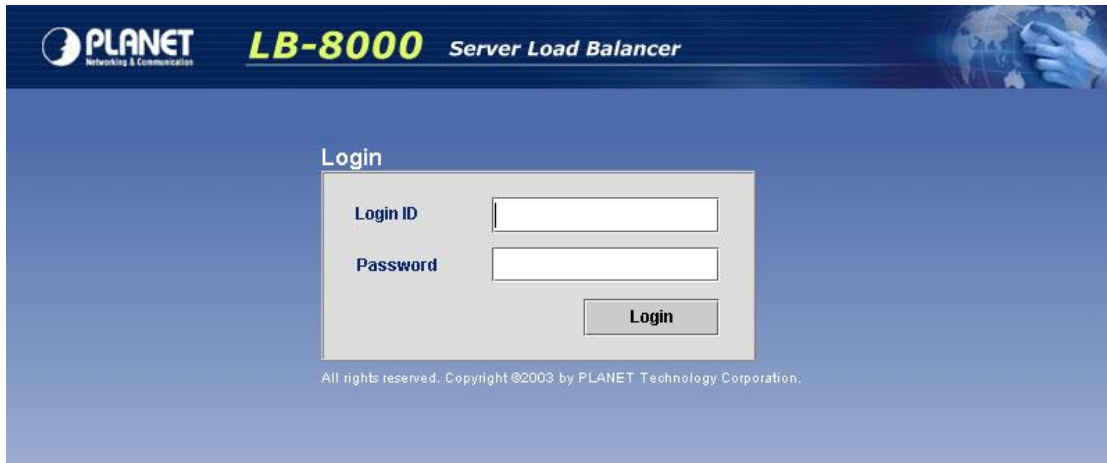 PLANET
Networking & Communication
LB-8000 Server Load Balancer
Login
Login ID
Password
Login
All rights reserved. Copyright ©2003 by PLANET Technology Corporation.